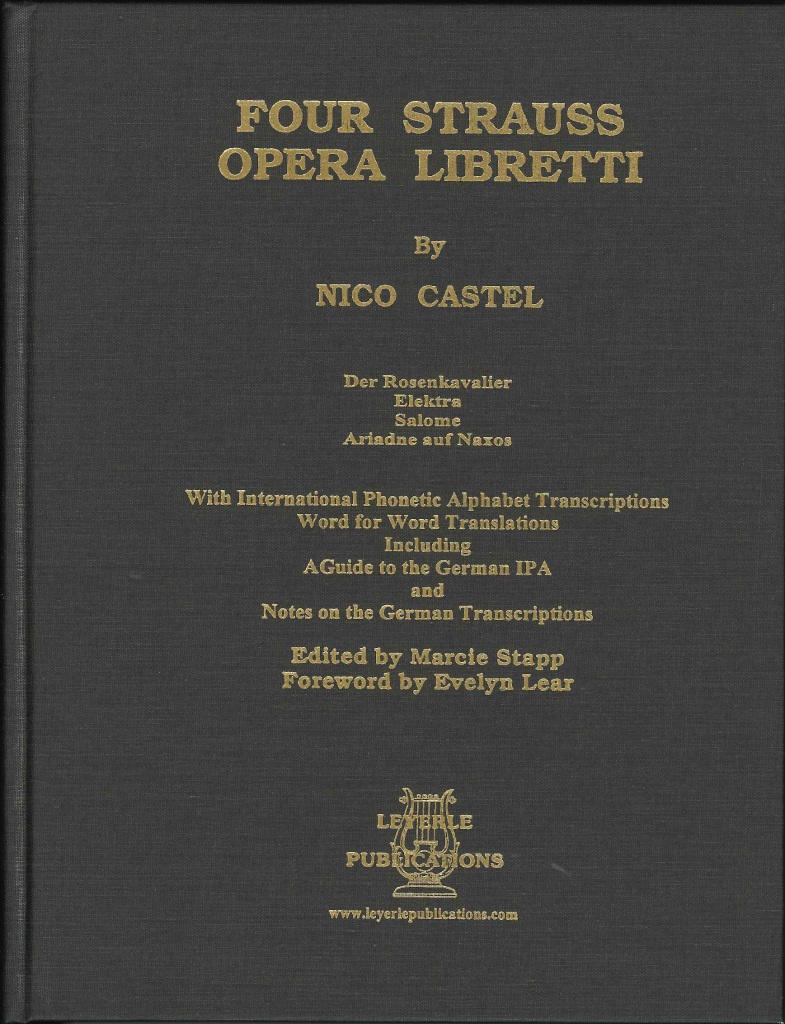 FOUR STRAUSS
OPERA LIBRETTI
By
NICO CASTEL
Der Rosenkavalier
Elektra
Salome
Ariadne auf Naxos
With International Phonetic Alphabet Transcriptions
Word for Word Translations
Including
AGuide to the German IPA
and
Notes on the German Transcriptions
Edited by Marcie Stapp
Foreword by Evelyn Lear
LEYERLE
PUBLICATIONS
www.leyerlepublications.com